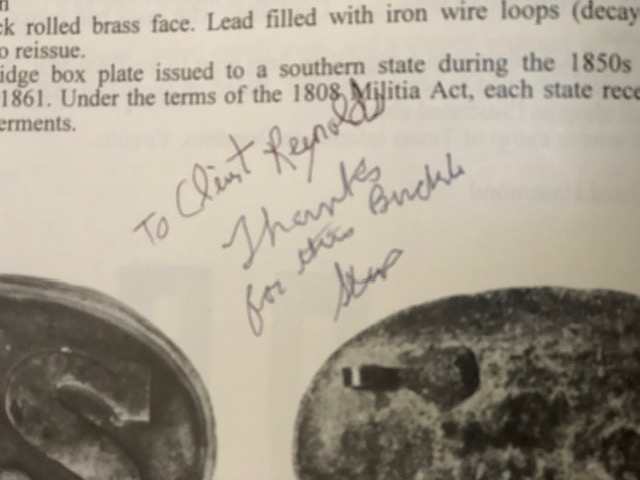 ck rolled brass face. Lead filled with iron wire loops (decay
o reissue.
idge box plate issued to a southern state during the 1850s
1861. Under the terms of the 1808 Militia Act, each state rece
erments.
To Clint Reynolds
Thanks
for this Buckle